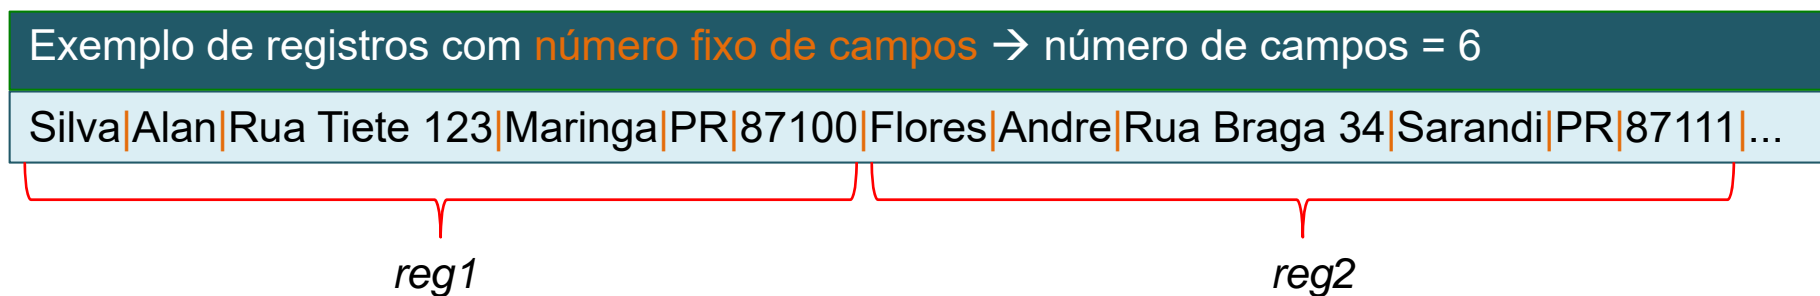 Exemplo de registros com número fixo de campos → número de campos = 6
Silva|Alan|Rua Tiete 123|Maringa|PR|87100|Flores|Andre|Rua Braga 34|Sarandi|PR|87111|...
reg1 reg2